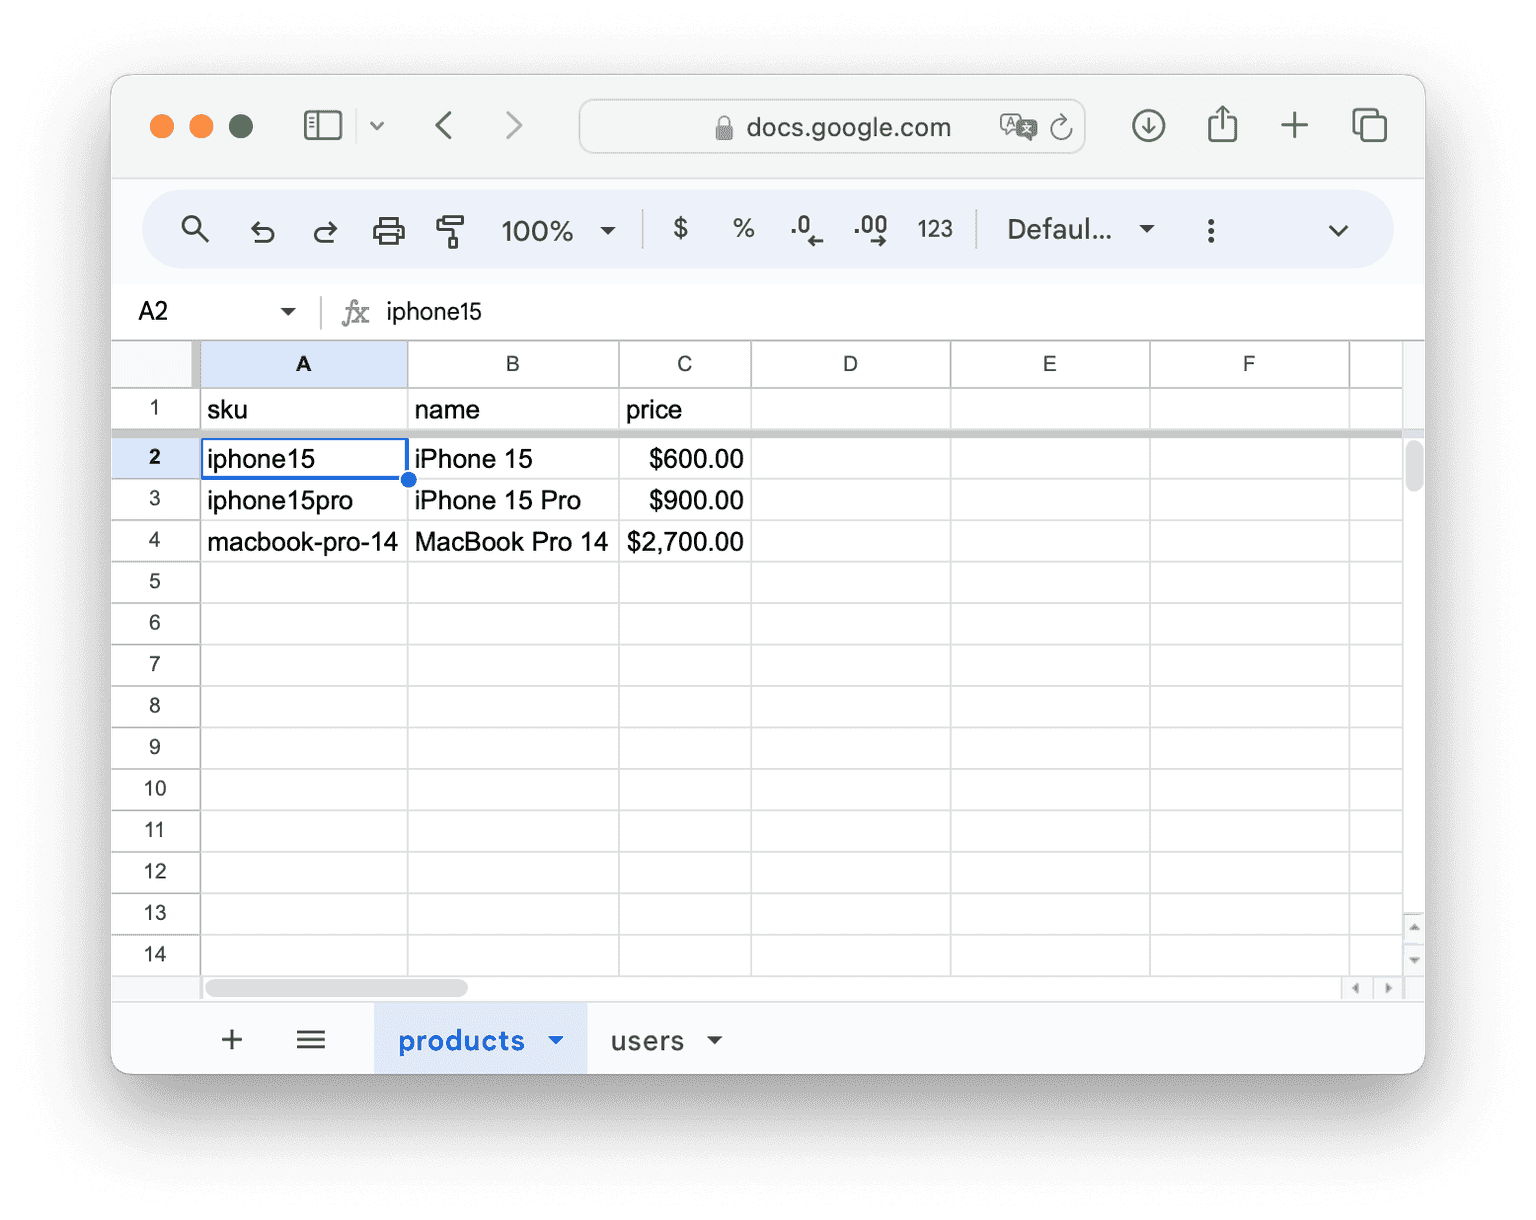 docs.google.com
100% $ % .0 .00 123 Defaul...
A2 fx iphone15
A B C D E F
1 sku name price
2 iphone15 iPhone 15 $600.00
3 iphone15pro iPhone 15 Pro $900.00
4 macbook-pro-14 MacBook Pro 14 $2,700.00
5
6
7
8
9
10
11
12
13
14
products users